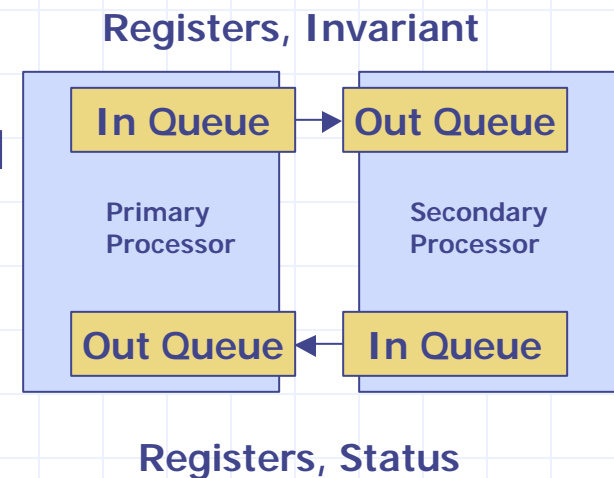 Registers, Invariant
In Queue
Out Queue
Primary
Processor
Secondary
Processor
Out Queue
In Queue
Registers, Status